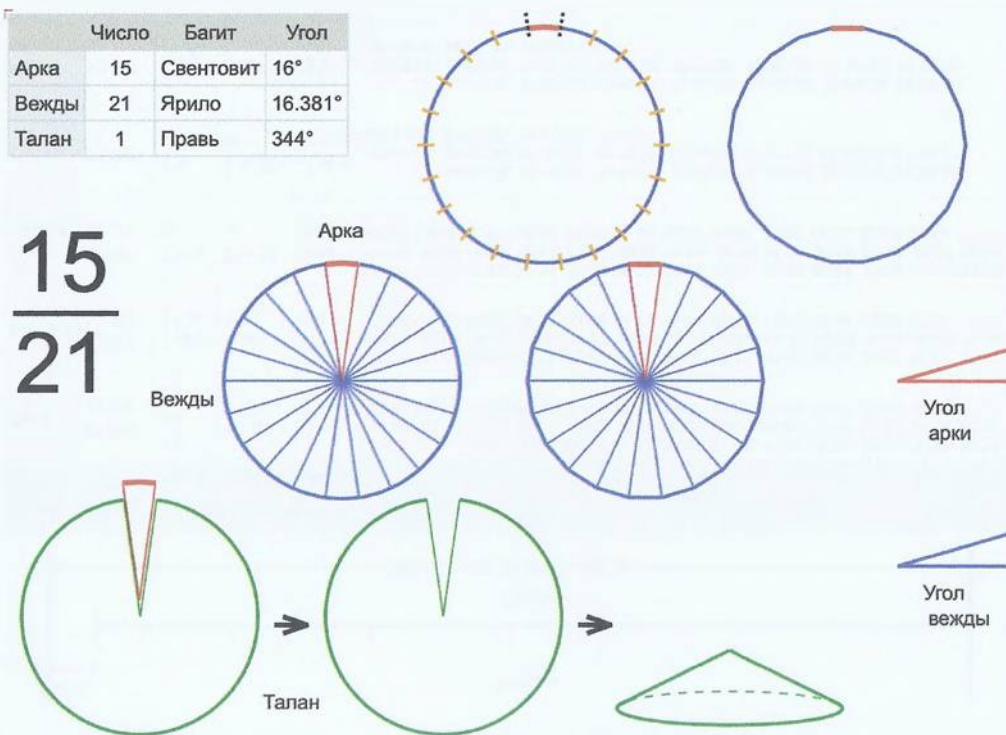 Число Багит Угол
Арка 15 Свентовит 16°
Вежды 21 Ярило 16.381°
Талан 1 Правь 344°
15
21
Арка
Вежды
Угол
арки
Угол
вежды
Талан